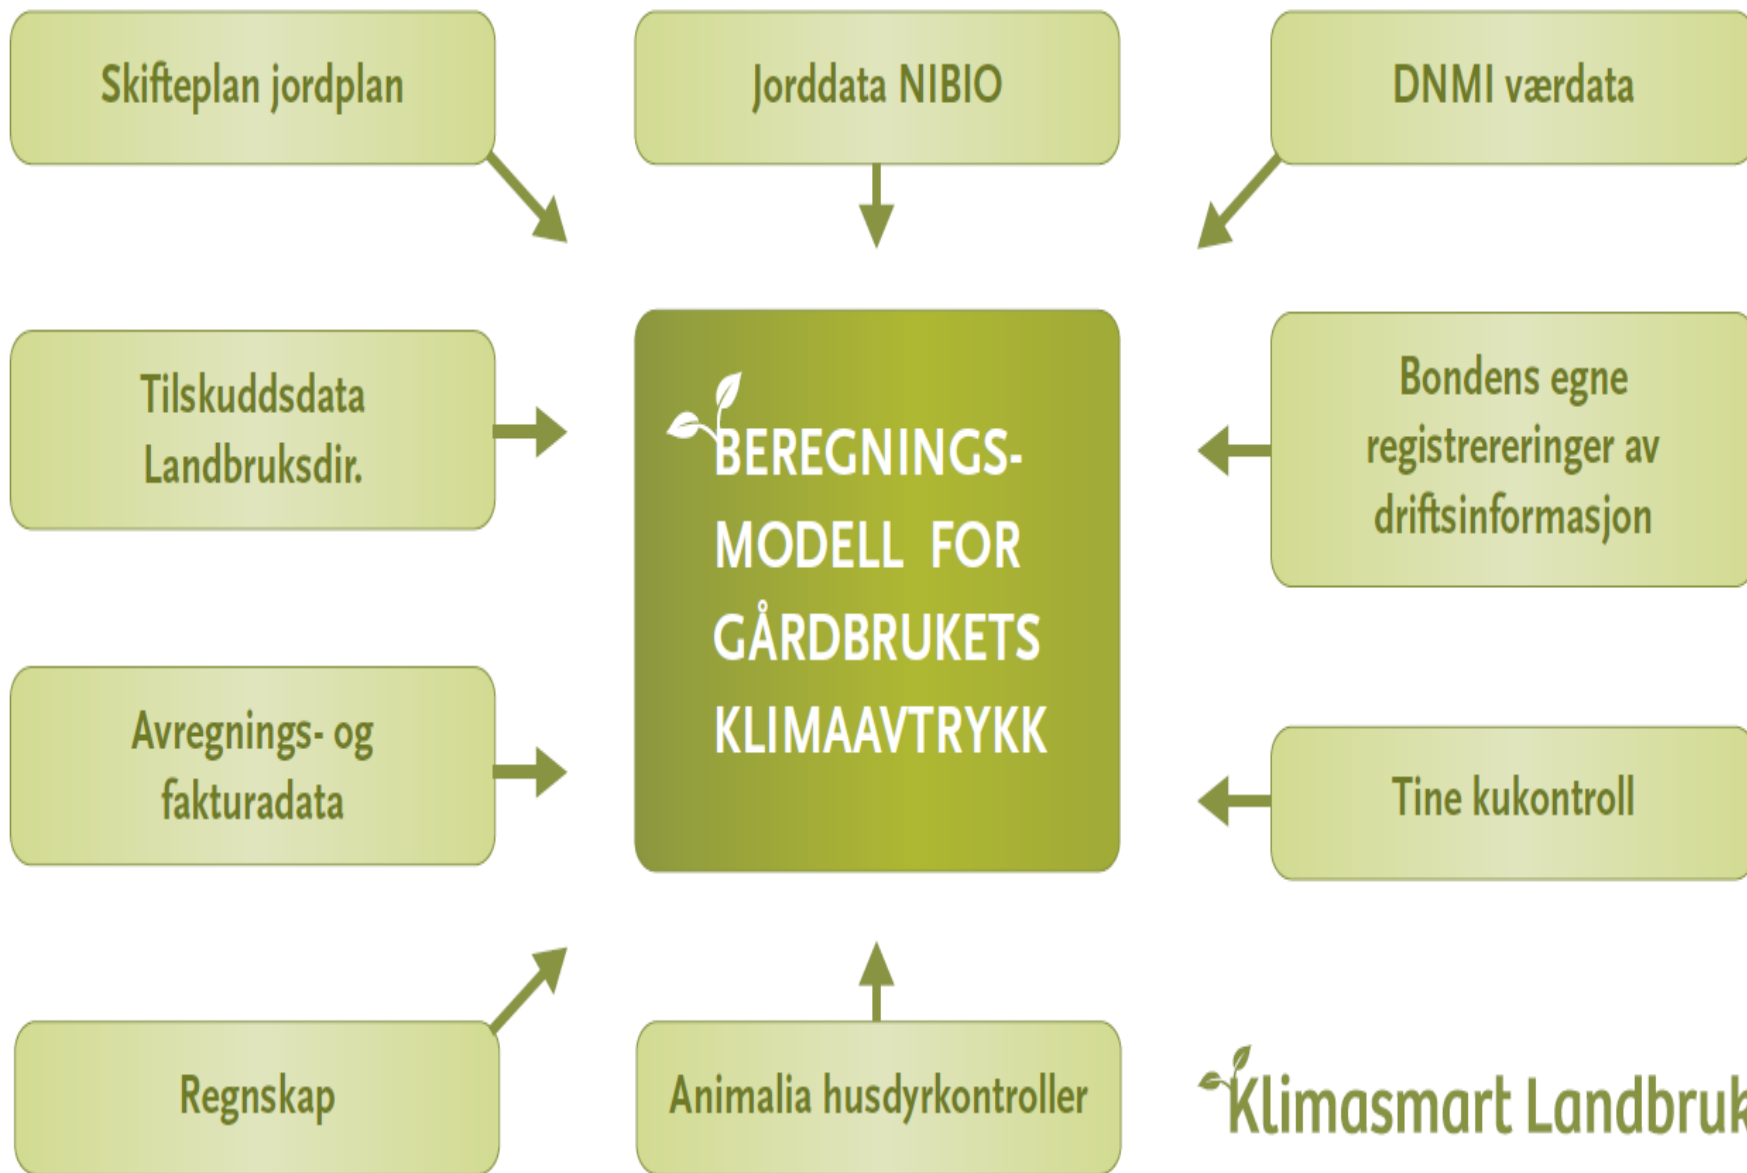 Skifteplan jordplan
Jorddata NIBIO
DNMI værdata
Tilskuddsdata
Landbruksdir.
BEREGNINGS-
MODELL FOR
GÅRDBRUKETS
KLIMAAVTRYKK
Bondens egne
registrereringer av
driftsinformasjon
Avregnings- og
fakturadata
Tine kukontroll
Regnskap
Animalia husdyrkontroller
Klimasmart Landbruk